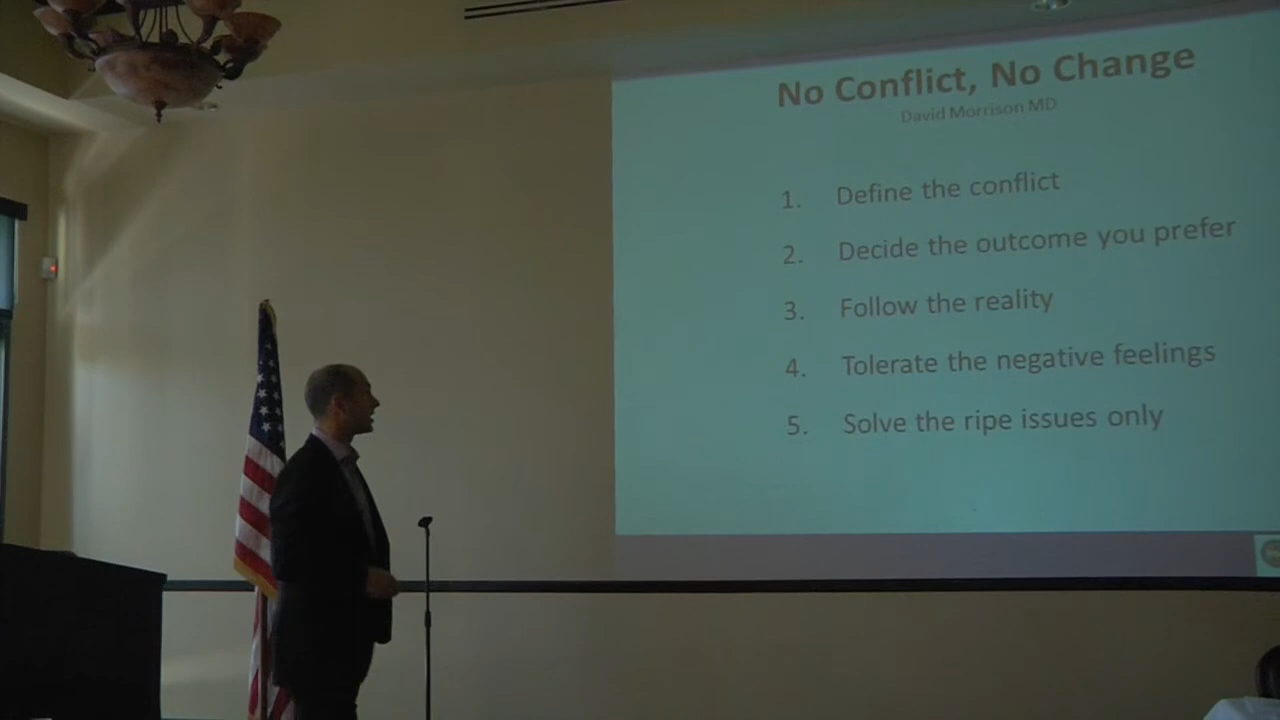 No Conflict, No Change
David Morrison MD
1. Define the conflict
2. Decide the outcome you prefer
3. Follow the reality
4. Tolerate the negative feelings
5. Solve the ripe issues only